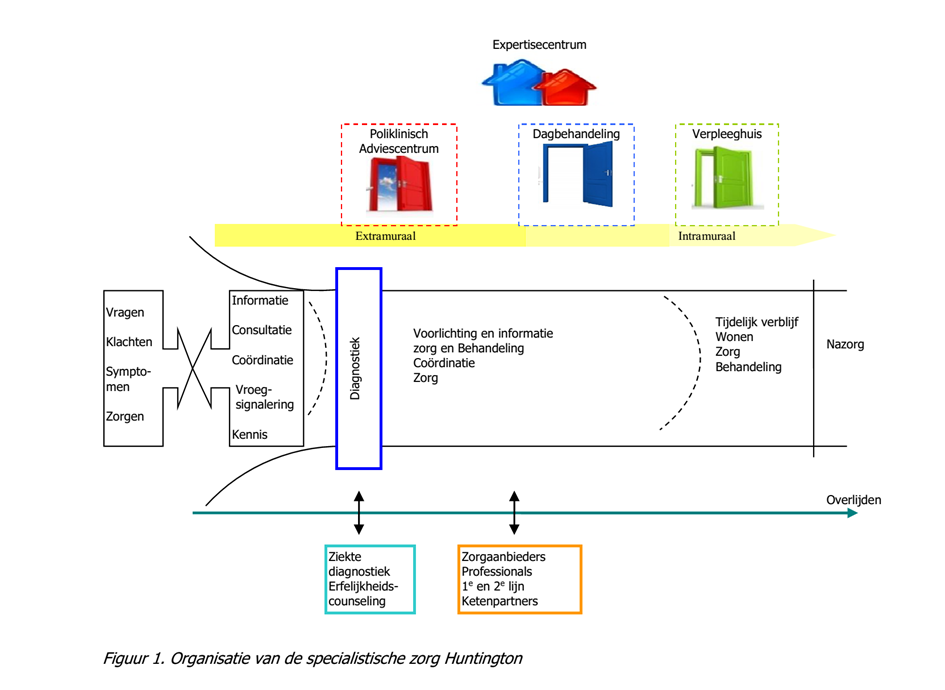 Expertisecentrum
Poliklinisch
Adviescentrum
Dagbehandeling
Verpleeghuis
Extramuraal
Intramuraal
Vragen
Klachten
Sympto-
men
Zorgen
Informatie
Consultatie
Coördinatie
Vroeg-
signalering
Kennis
Diagnostiek
Voorlichting en informatie
zorg en Behandeling
Coördinatie
Zorg
Tijdelijk verblijf
Wonen
Zorg
Behandeling
Nazorg
Overlijden
Ziekte
diagnostiek
Erfelijkheids-
counseling
Zorgaanbieders
Professionals
1e en 2e lijn
Ketenpartners
Figuur 1. Organisatie van de specialistische zorg Huntington